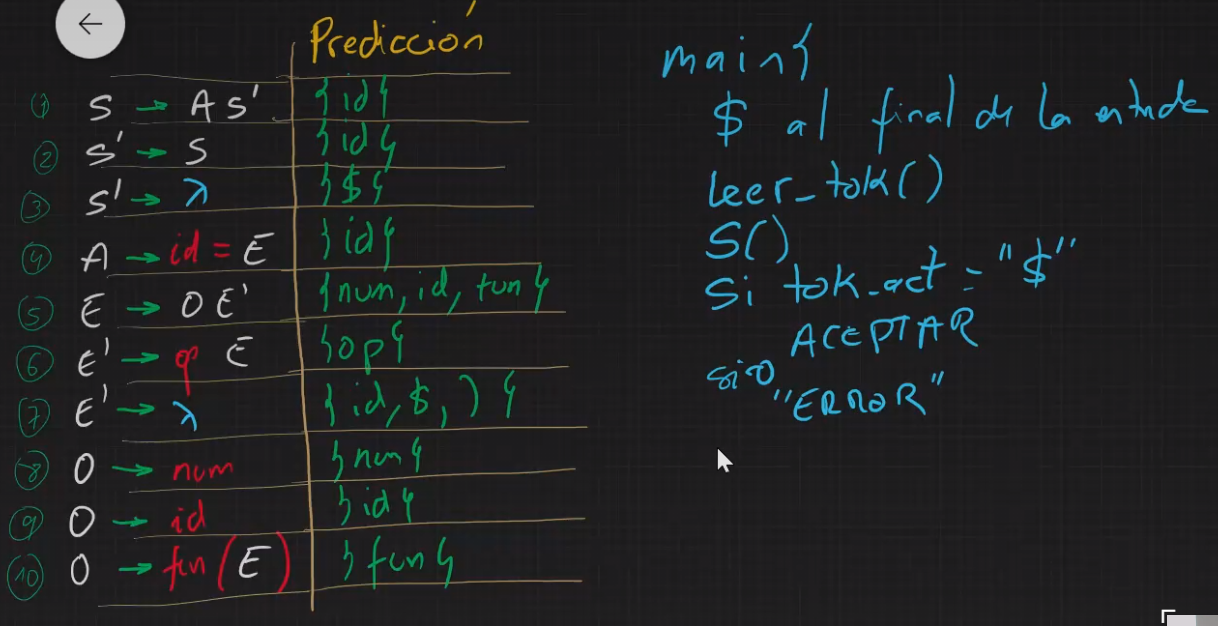 Predicción
① S → A S' }id{
② S' → S }id{
③ S' → λ }${
④ A → id = E }id{
⑤ E → O E' {num, id, fun{
⑥ E' → op E }op{
⑦ E' → λ {id, $, ) {
⑧ O → num }num{
⑨ O → id }id{
⑩ O → fun(E) }fun{
main{
$ al final de la entrada
leer_tok()
S()
Si tok_act = "$"
ACEPTAR
sino
"ERROR"